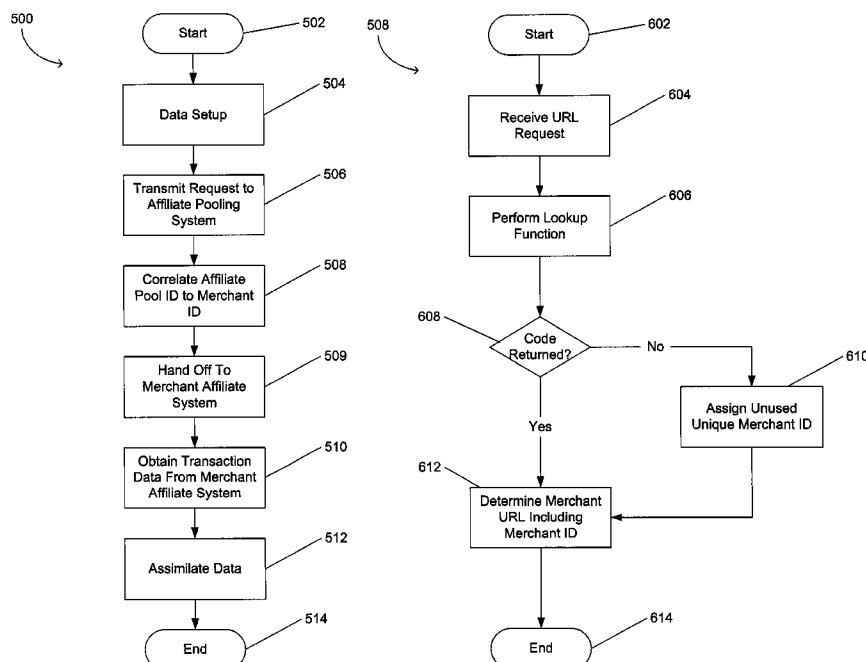 500
Start
502
Data Setup
504
Transmit Request to
Affiliate Pooling
System
506
Correlate Affiliate
Pool ID to Merchant
ID
508
Hand Off To
Merchant Affiliate
System
509
Obtain Transaction
Data From Merchant
Affiliate System
510
Assimilate Data
512
End
514
508
Start
602
Receive URL
Request
604
Perform Lookup
Function
606
608
Code
Returned?
No
Yes
610
Assign Unused
Unique Merchant ID
612
Determine Merchant
URL Including
Merchant ID
End
614